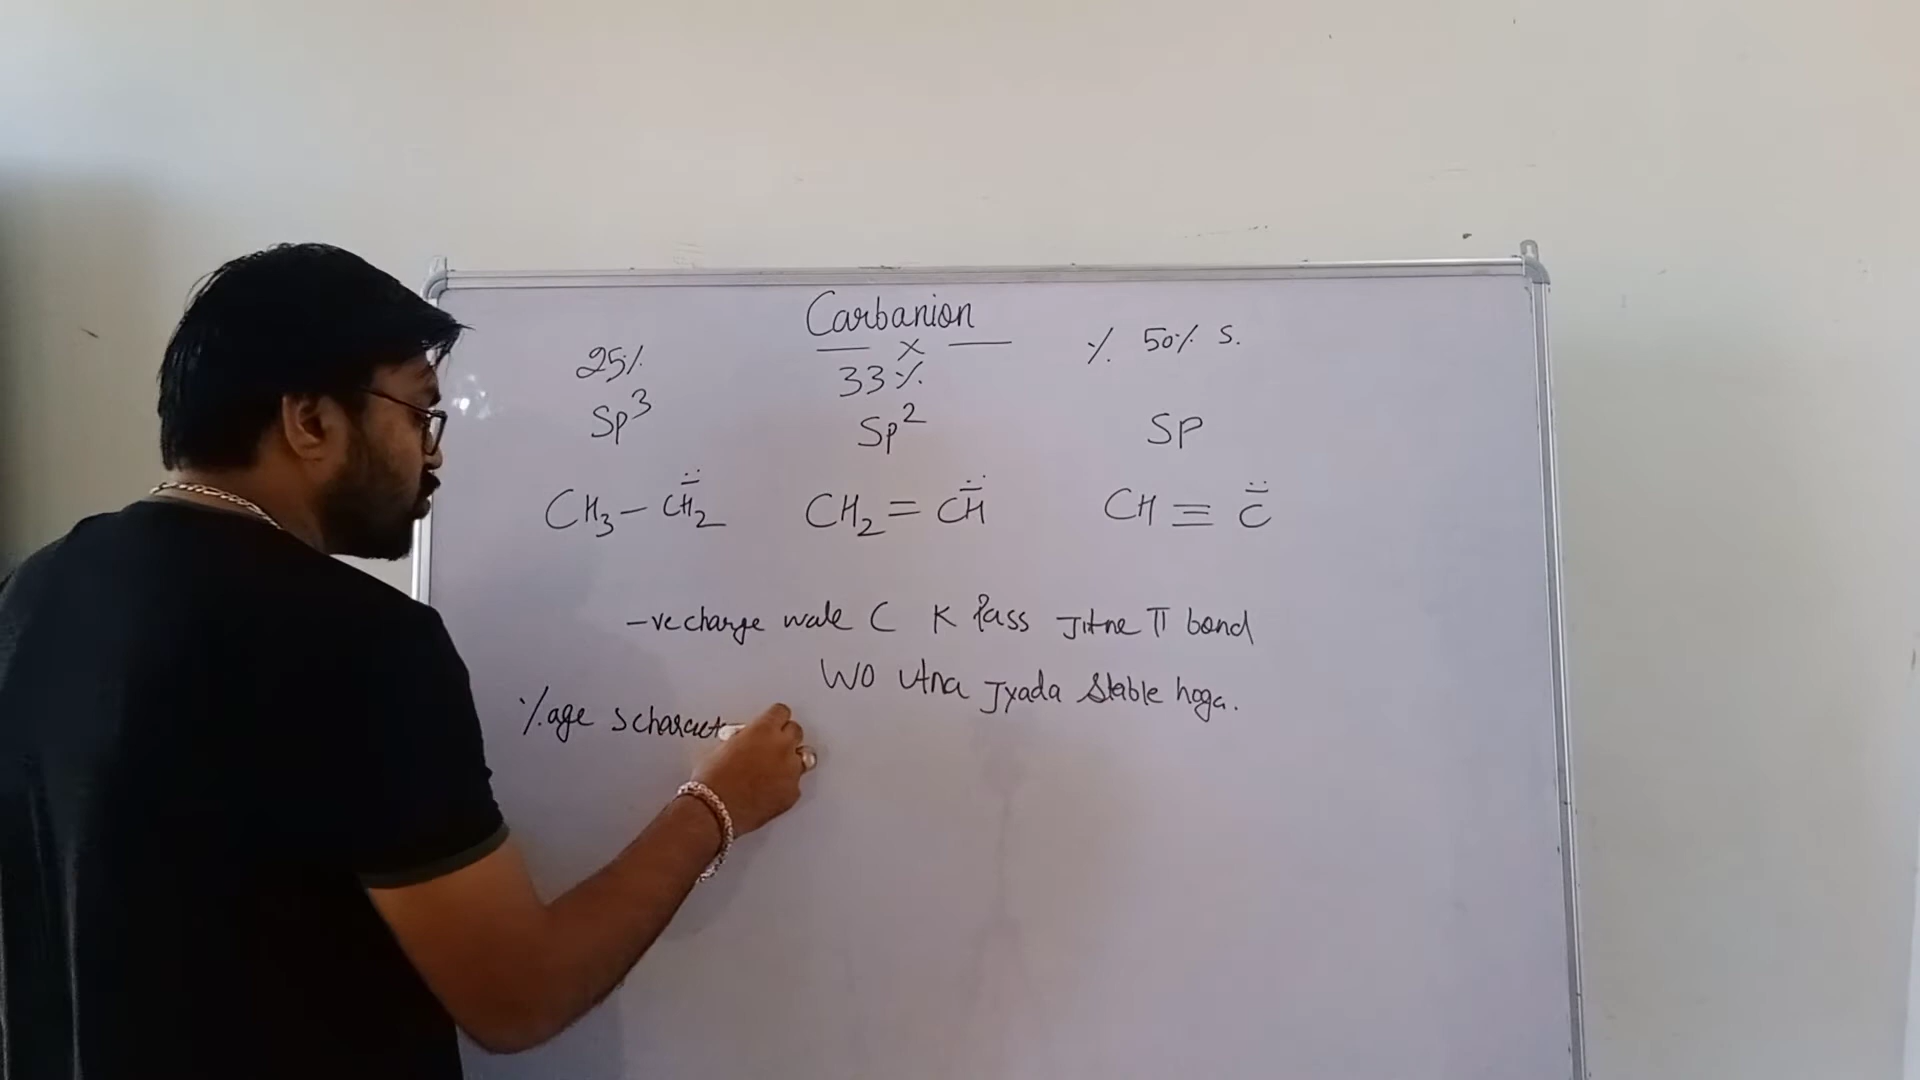 Carbanion
— x —
25% 33% % 50% S.
Sp³ Sp² SP
CH₃ – C̄̈H₂ CH₂ = C̄̈H CH ≡ C̄̈
-ve charge wale C K Pass Jitne π bond
WO utna Jyada Stable hoga.
%age s charact